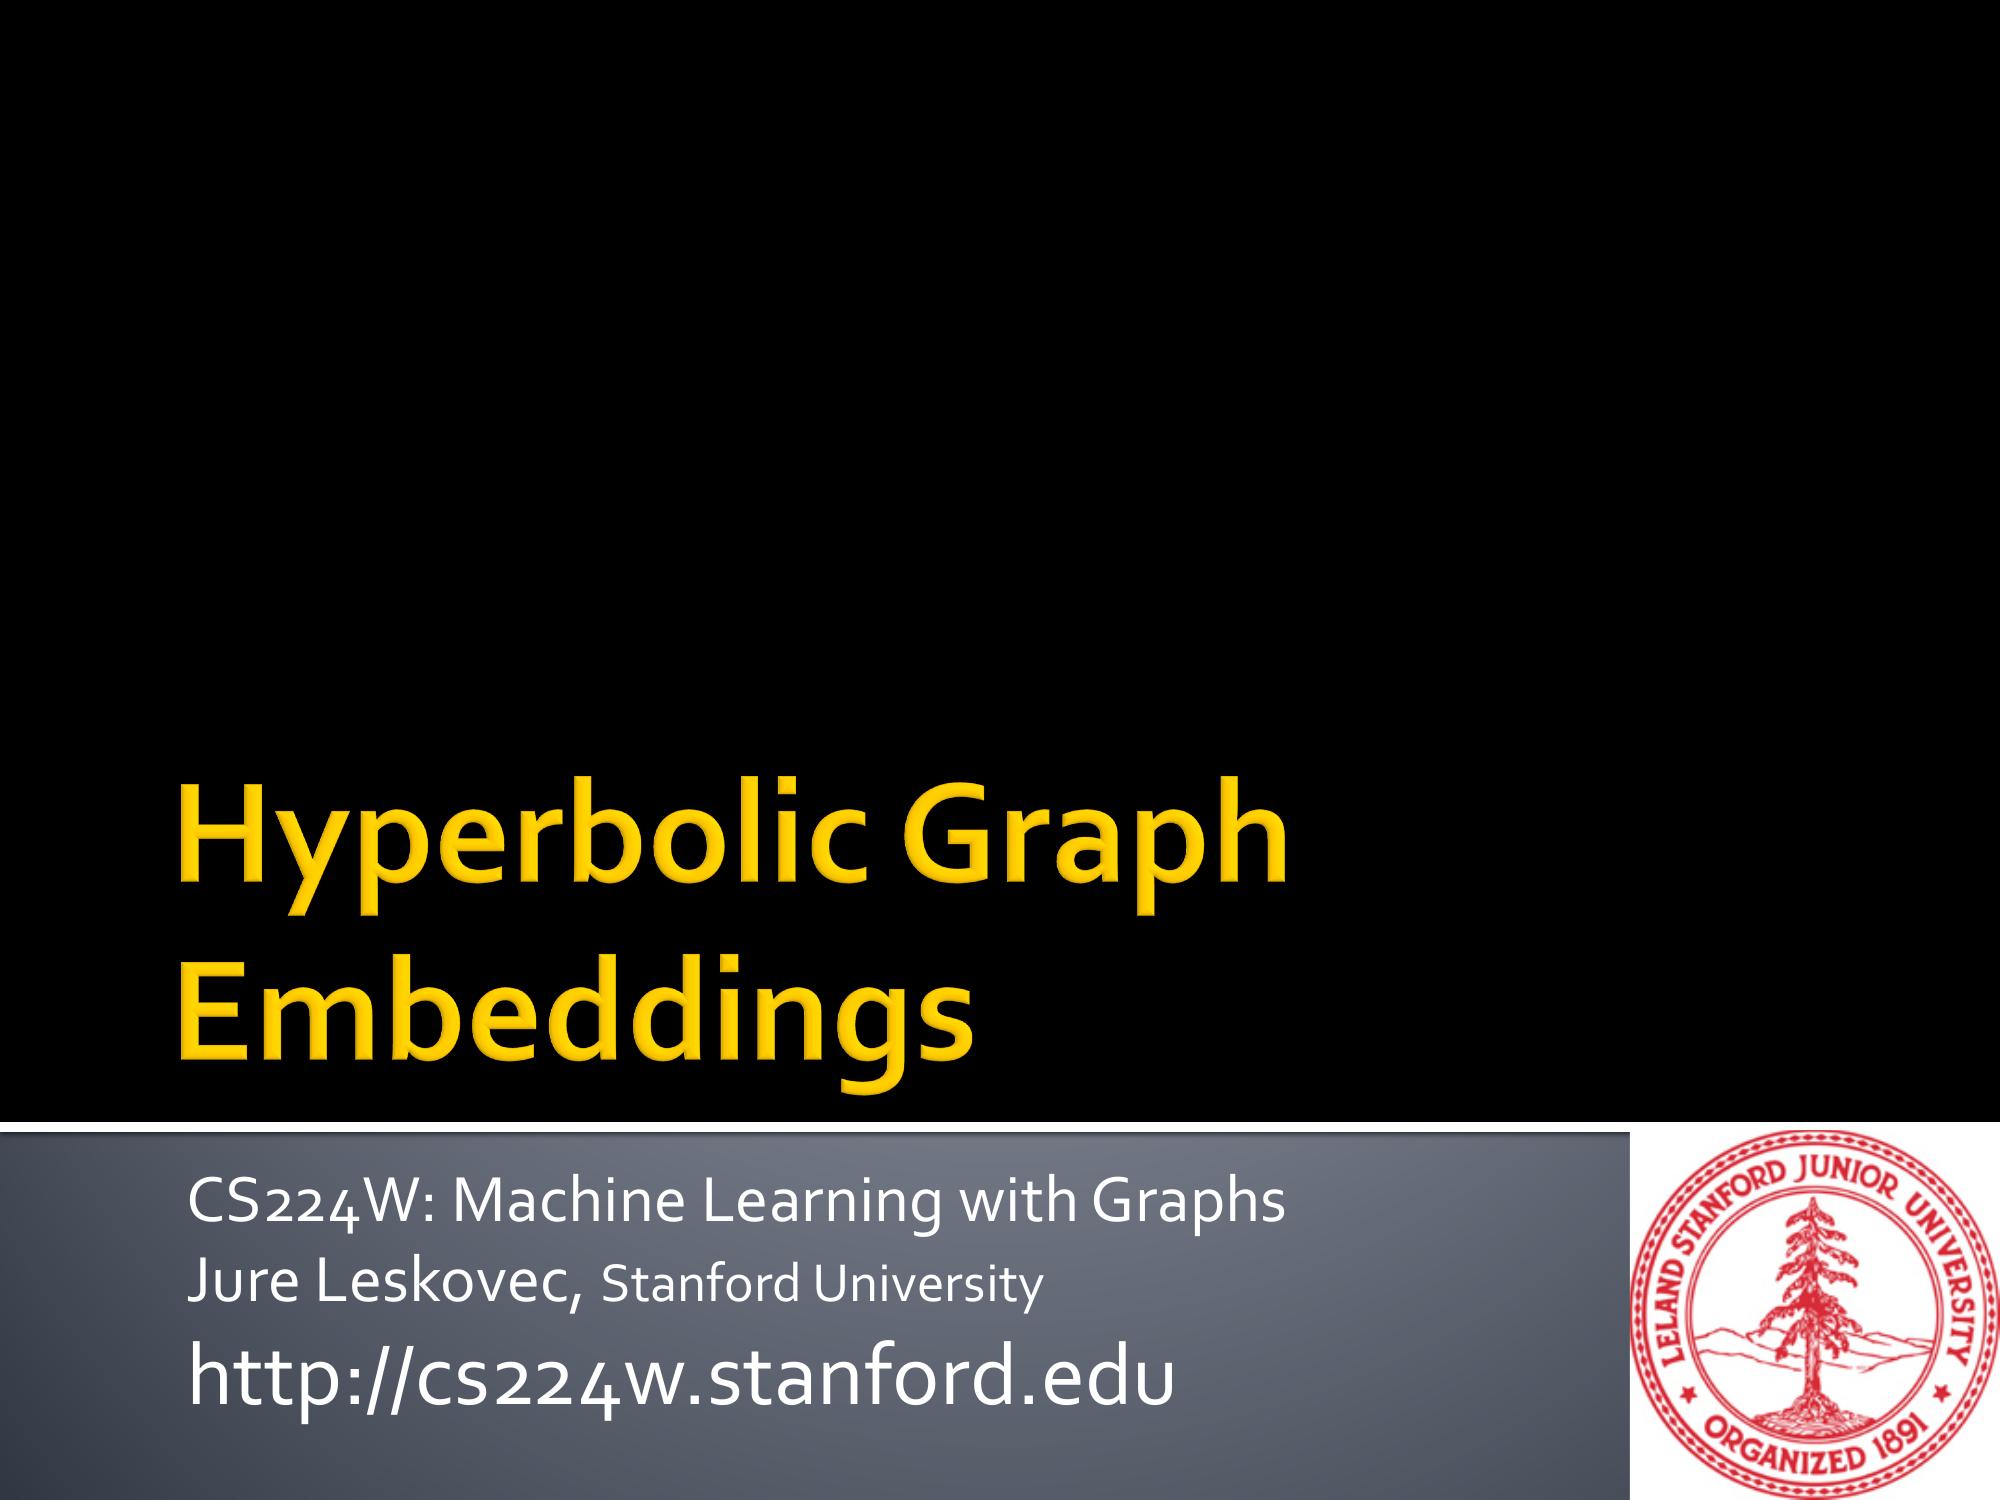 Hyperbolic Graph
Embeddings
CS224W: Machine Learning with Graphs
Jure Leskovec, Stanford University
http://cs224w.stanford.edu
LELAND STANFORD JUNIOR UNIVERSITY
ORGANIZED 1891